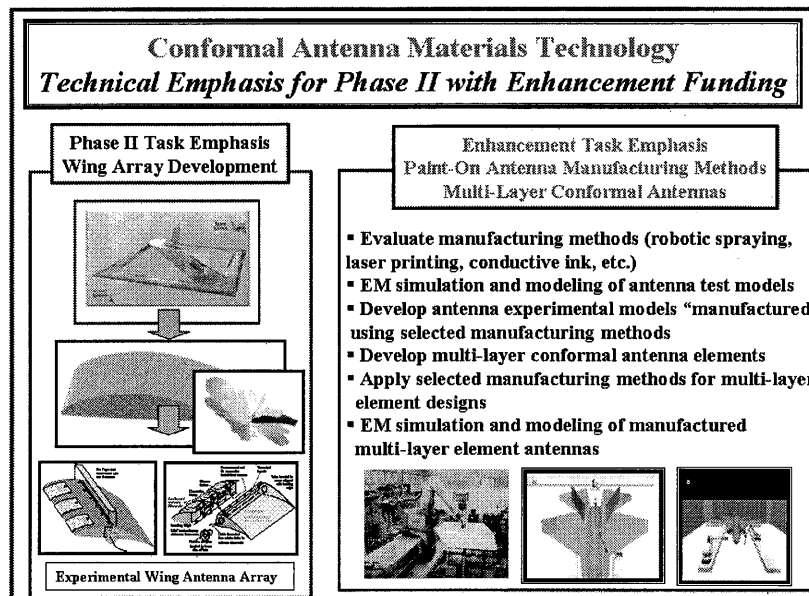 Conformal Antenna Materials Technology
Technical Emphasis for Phase II with Enhancement Funding
Phase II Task Emphasis
Wing Array Development
Experimental Wing Antenna Array
Enhancement Task Emphasis
Paint-On Antenna Manufacturing Methods
Multi-Layer Conformal Antennas
▪ Evaluate manufacturing methods (robotic spraying,
laser printing, conductive ink, etc.)
▪ EM simulation and modeling of antenna test models
▪ Develop antenna experimental models “manufactured
using selected manufacturing methods
▪ Develop multi-layer conformal antenna elements
▪ Apply selected manufacturing methods for multi-layer
element designs
▪ EM simulation and modeling of manufactured
multi-layer element antennas